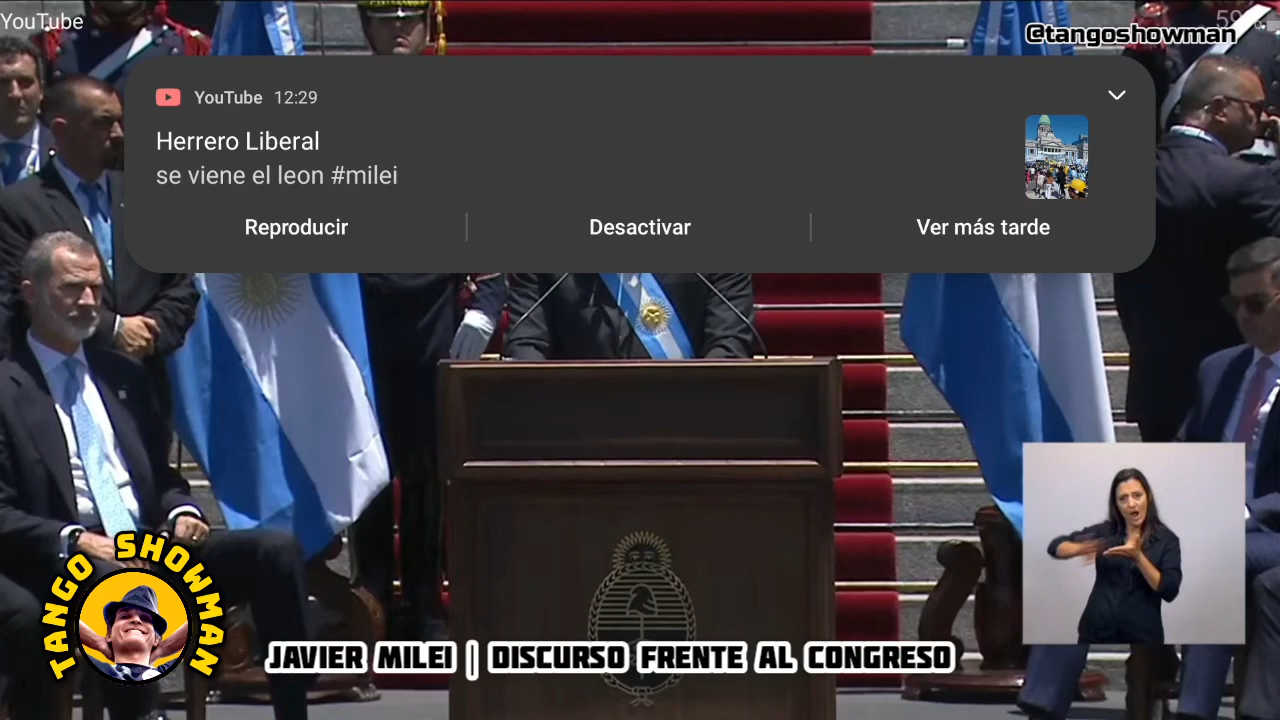 YouTube
59%
@tangoshowman
YouTube 12:29
Herrero Liberal
se viene el leon #milei
Reproducir
Desactivar
Ver más tarde
TANGO SHOWMAN
JAVIER MILEI | DISCURSO FRENTE AL CONGRESO